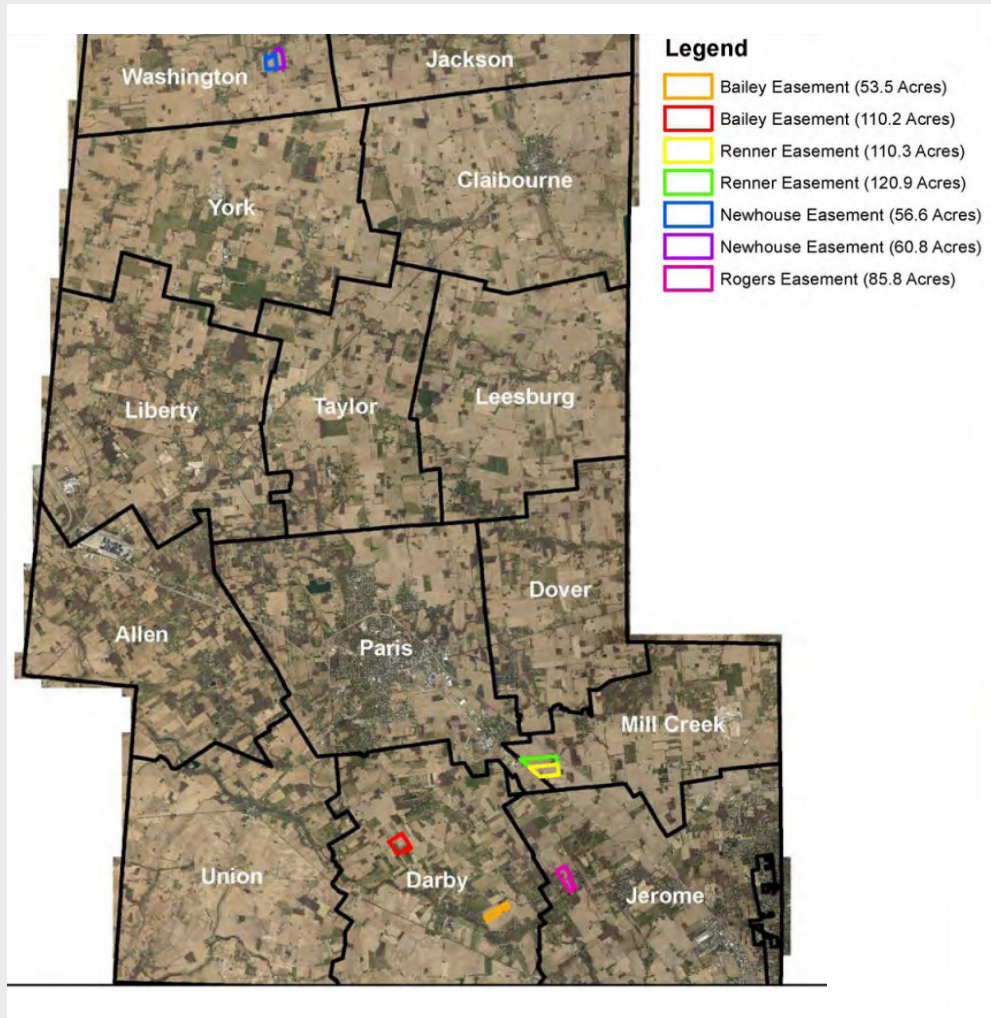 Legend
Bailey Easement (53.5 Acres)
Bailey Easement (110.2 Acres)
Renner Easement (110.3 Acres)
Renner Easement (120.9 Acres)
Newhouse Easement (56.6 Acres)
Newhouse Easement (60.8 Acres)
Rogers Easement (85.8 Acres)
Washington
Jackson
York
Claibourne
Liberty
Taylor
Leesburg
Allen
Paris
Dover
Mill Creek
Union
Darby
Jerome